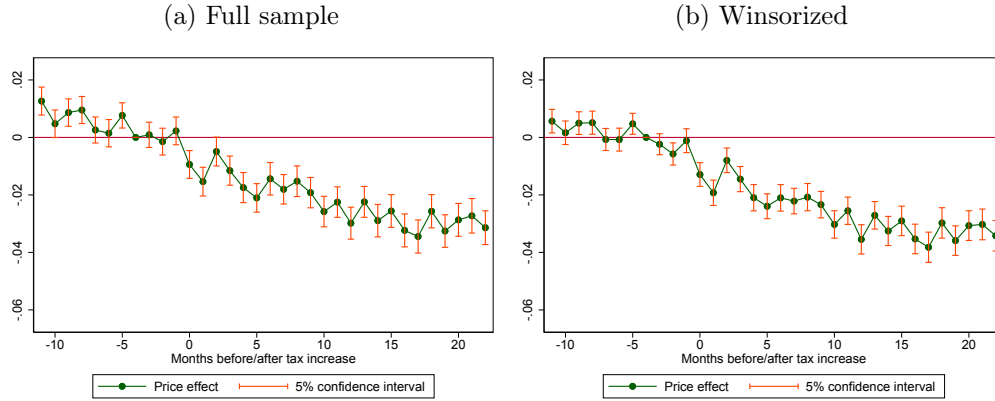 (a) Full sample
.02
0
-.02
-.04
-.06
-10 -5 0 5 10 15 20
Months before/after tax increase
Price effect 5% confidence interval
(b) Winsorized
.02
0
-.02
-.04
-.06
-10 -5 0 5 10 15 20
Months before/after tax increase
Price effect 5% confidence interval